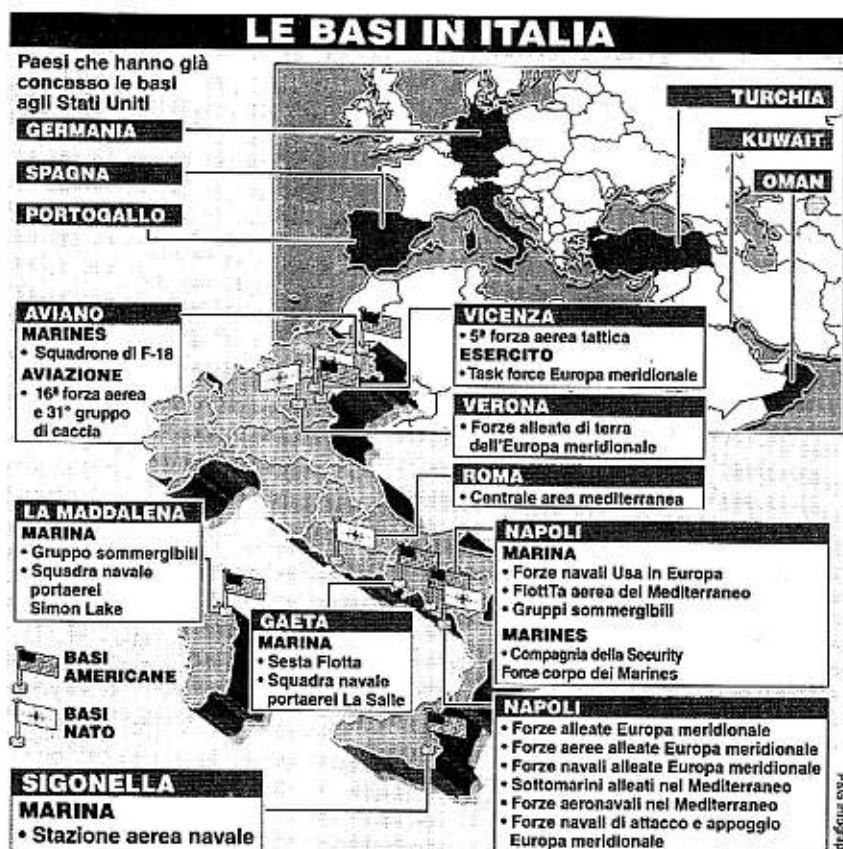 LE BASI IN ITALIA
Paesi che hanno già
concesso le basi
agli Stati Uniti
GERMANIA
SPAGNA
PORTOGALLO
TURCHIA
KUWAIT
OMAN
AVIANO
MARINES
• Squadrone di F-18
AVIAZIONE
• 16ª forza aerea
e 31° gruppo
di caccia
VICENZA
• 5ª forza aerea tattica
ESERCITO
• Task force Europa meridionale
VERONA
• Forze alleate di terra
dell'Europa meridionale
ROMA
• Centrale area mediterranea
LA MADDALENA
MARINA
• Gruppo sommergibili
• Squadra navale
portaerei
Simon Lake
GAETA
MARINA
• Sesta Flotta
• Squadra navale
portaerei La Salle
NAPOLI
MARINA
• Forze navali Usa in Europa
• FlottTa aerea del Mediterraneo
• Gruppi sommergibili
MARINES
• Compagnia della Security
Force corpo dei Marines
BASI
AMERICANE
BASI
NATO
NAPOLI
• Forze alleate Europa meridionale
• Forze aeree alleate Europa meridionale
• Forze navali alleate Europa meridionale
• Sottomarini alleati nel Mediterraneo
• Forze aeronavali nel Mediterraneo
• Forze navali di attacco e appoggio
Europa meridionale
SIGONELLA
MARINA
• Stazione aerea navale